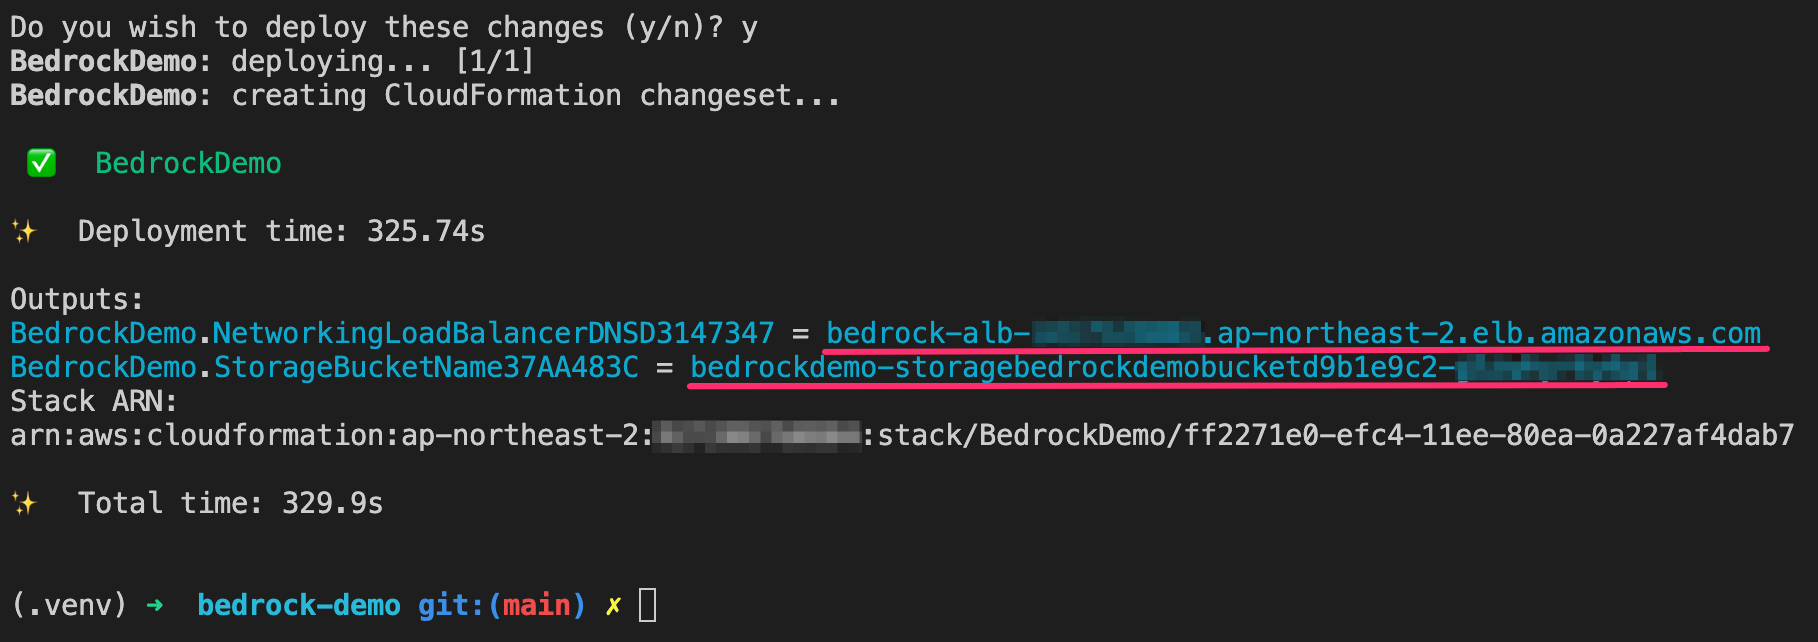 Do you wish to deploy these changes (y/n)? y
BedrockDemo: deploying... [1/1]
BedrockDemo: creating CloudFormation changeset...
✅ BedrockDemo
✨ Deployment time: 325.74s
Outputs:
BedrockDemo.NetworkingLoadBalancerDNSD3147347 = bedrock-alb- .ap-northeast-2.elb.amazonaws.com
BedrockDemo.StorageBucketName37AA483C = bedrockdemo-storagebedrockdemobucketd9b1e9c2-
Stack ARN:
arn:aws:cloudformation:ap-northeast-2: :stack/BedrockDemo/ff2271e0-efc4-11ee-80ea-0a227af4dab7
✨ Total time: 329.9s
(.venv) ➜ bedrock-demo git:(main) ✗